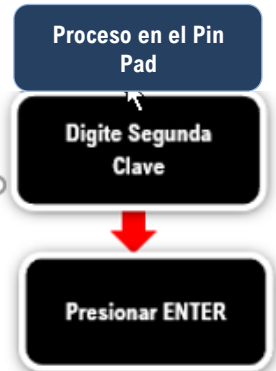 Proceso en el Pin
Pad
Digite Segunda
Clave
Presionar ENTER